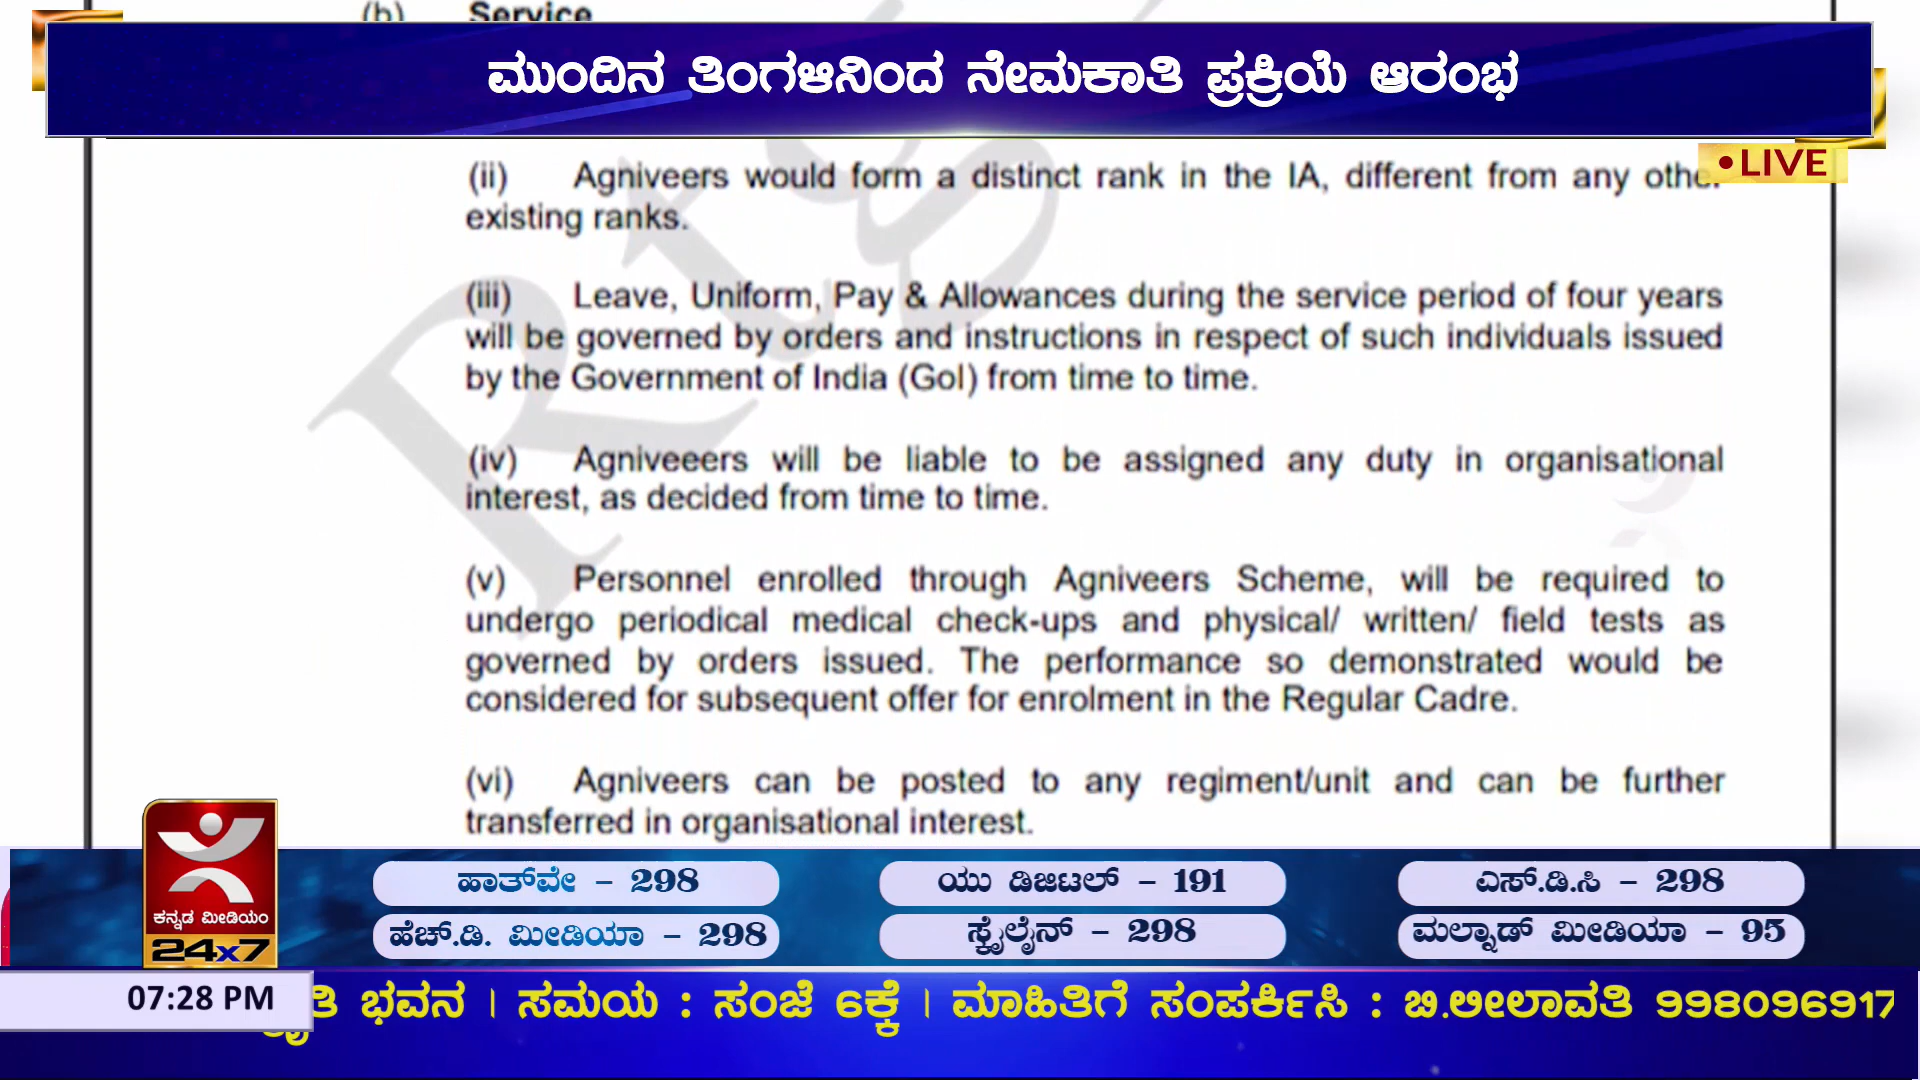 (b) Service
ಮುಂದಿನ ತಿಂಗಳಿನಿಂದ ನೇಮಕಾತಿ ಪ್ರಕ್ರಿಯೆ ಆರಂಭ
•LIVE
(ii) Agniveers would form a distinct rank in the IA, different from any other
existing ranks.
(iii) Leave, Uniform, Pay & Allowances during the service period of four years
will be governed by orders and instructions in respect of such individuals issued
by the Government of India (GoI) from time to time.
(iv) Agniveeers will be liable to be assigned any duty in organisational
interest, as decided from time to time.
(v) Personnel enrolled through Agniveers Scheme, will be required to
undergo periodical medical check-ups and physical/ written/ field tests as
governed by orders issued. The performance so demonstrated would be
considered for subsequent offer for enrolment in the Regular Cadre.
(vi) Agniveers can be posted to any regiment/unit and can be further
transferred in organisational interest.
ಕನ್ನಡ ಮೀಡಿಯಂ
24x7
ಹಾತ್‌ವೇ – 298 ಯು ಡಿಜಿಟಲ್ – 191 ಎಸ್.ಡಿ.ಸಿ – 298
ಹೆಚ್.ಡಿ. ಮೀಡಿಯಾ – 298 ಸ್ಕೈಲೈನ್ – 298 ಮಲ್ನಾಡ್ ಮೀಡಿಯಾ – 95
07:28 PM ಭವನ । ಸಮಯ : ಸಂಜೆ 6ಕ್ಕೆ । ಮಾಹಿತಿಗೆ ಸಂಪರ್ಕಿಸಿ : ಬಿ.ಲೀಲಾವತಿ 998096917